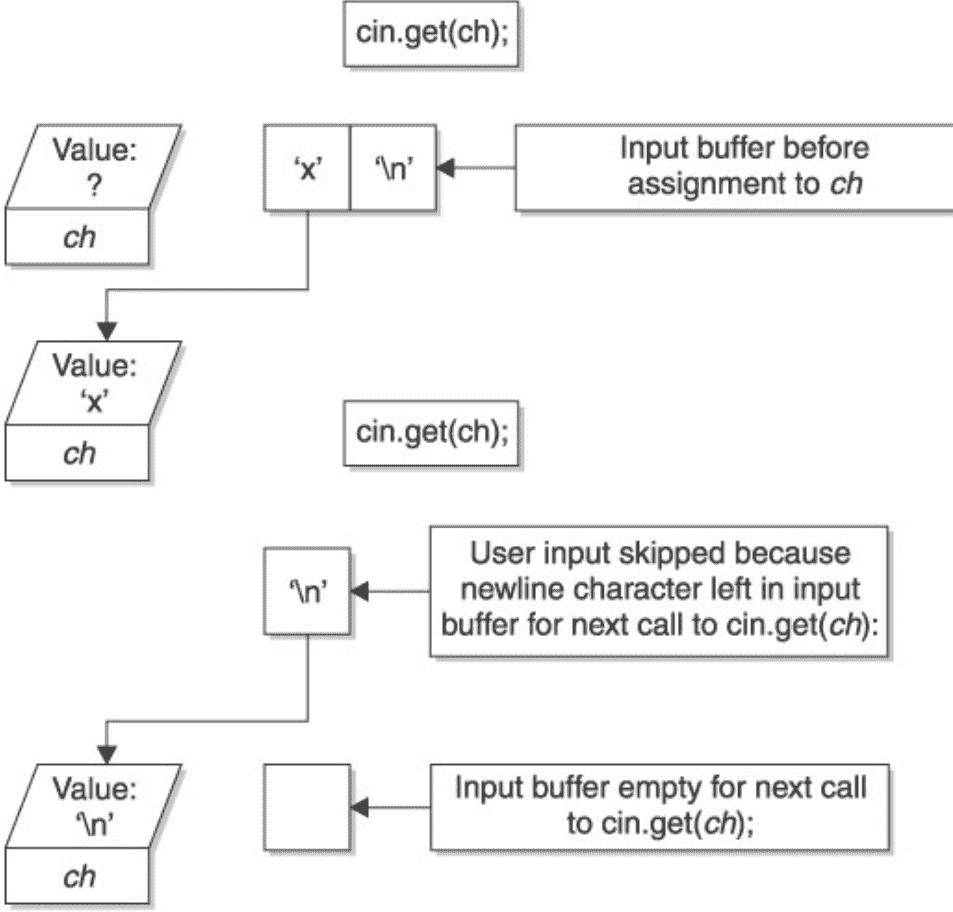 cin.get(ch);
Value:
?
ch
‘x’
‘\n’
Input buffer before
assignment to ch
Value:
‘x’
ch
cin.get(ch);
‘\n’
User input skipped because
newline character left in input
buffer for next call to cin.get(ch):
Value:
‘\n’
ch
Input buffer empty for next call
to cin.get(ch);